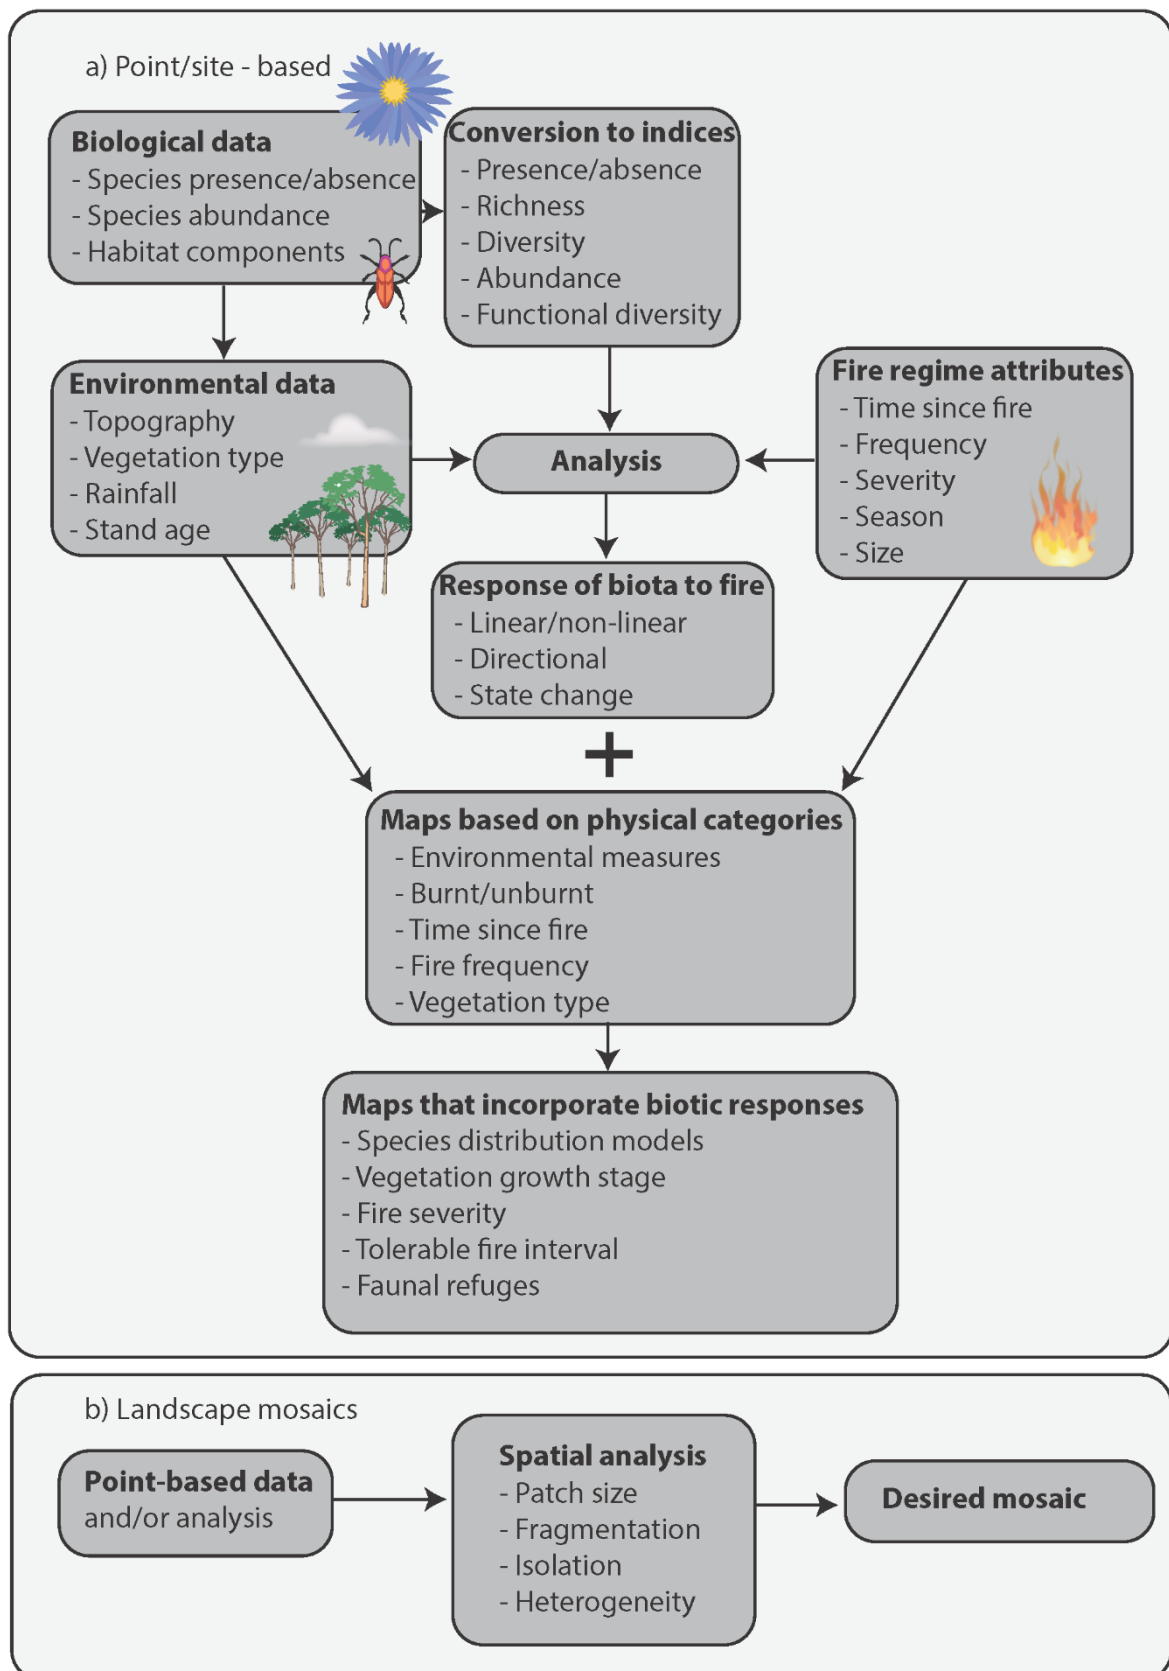 a) Point/site - based
Biological data
- Species presence/absence
- Species abundance
- Habitat components
Conversion to indices
- Presence/absence
- Richness
- Diversity
- Abundance
- Functional diversity
Environmental data
- Topography
- Vegetation type
- Rainfall
- Stand age
Analysis
Fire regime attributes
- Time since fire
- Frequency
- Severity
- Season
- Size
Response of biota to fire
- Linear/non-linear
- Directional
- State change
+
Maps based on physical categories
- Environmental measures
- Burnt/unburnt
- Time since fire
- Fire frequency
- Vegetation type
Maps that incorporate biotic responses
- Species distribution models
- Vegetation growth stage
- Fire severity
- Tolerable fire interval
- Faunal refuges
b) Landscape mosaics
Point-based data
and/or analysis
Spatial analysis
- Patch size
- Fragmentation
- Isolation
- Heterogeneity
Desired mosaic